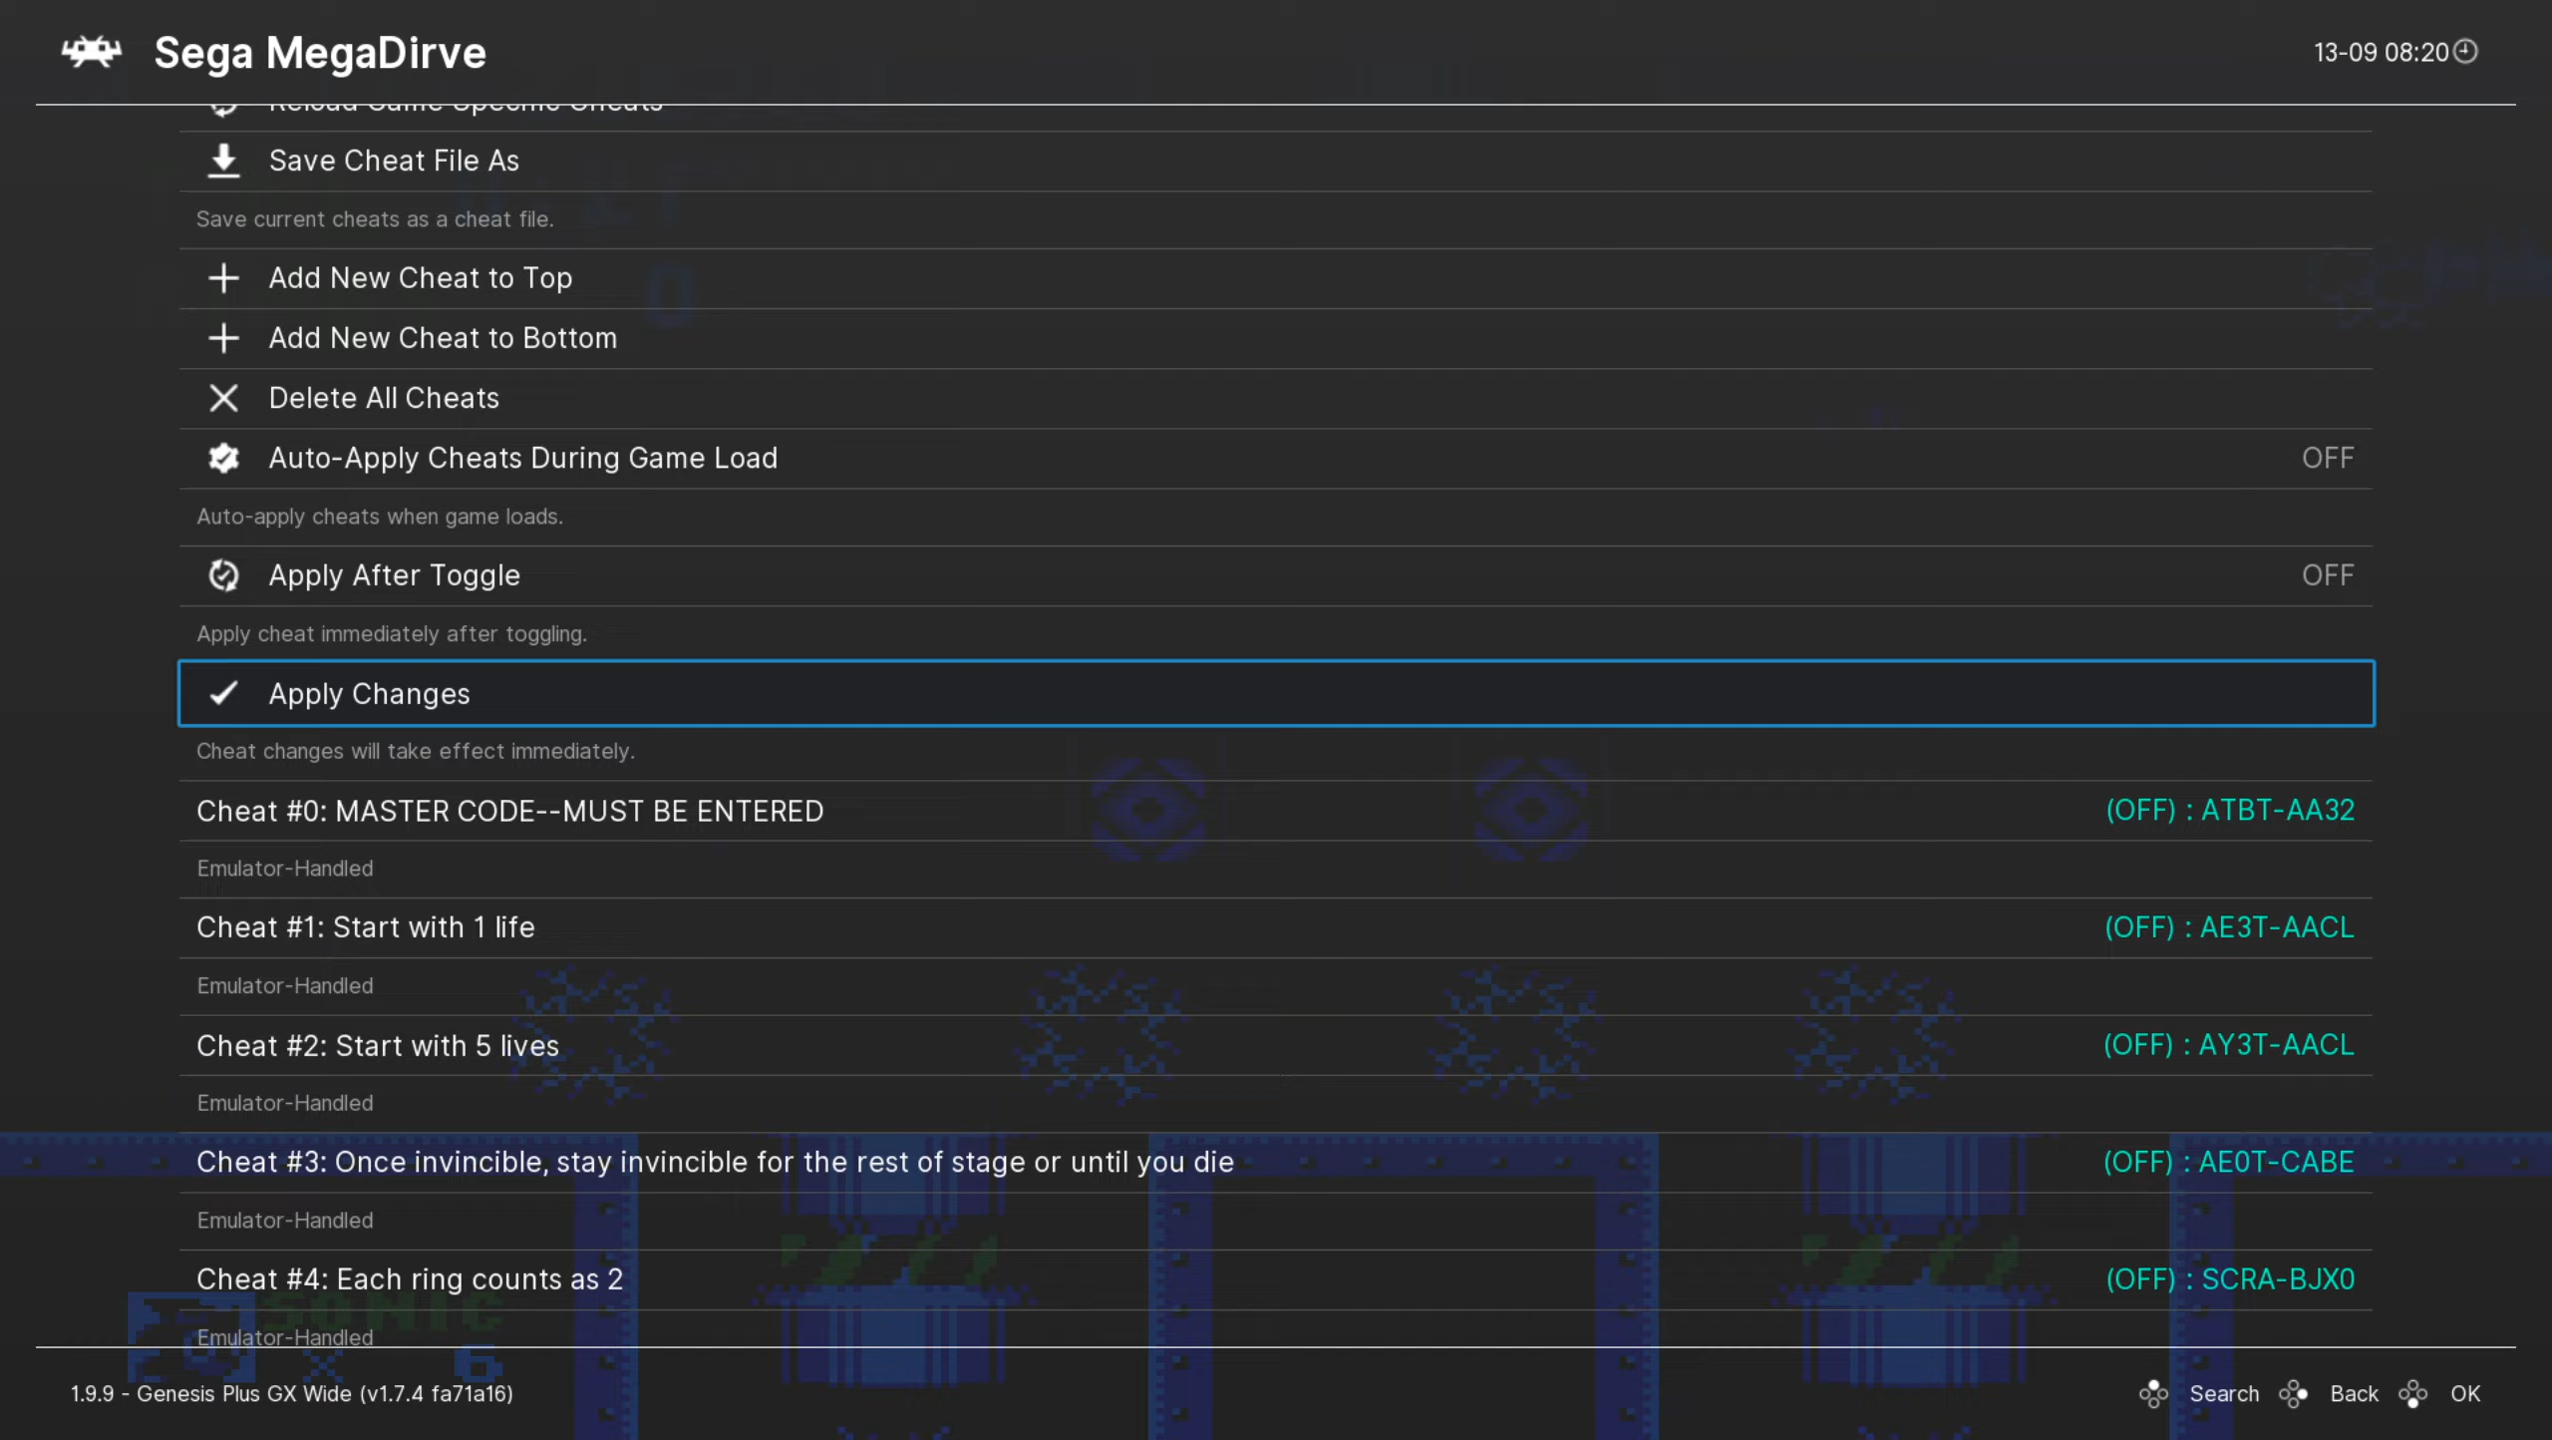 Sega MegaDirve
13-09 08:20
Reload Game-Specific Cheats
Save Cheat File As
Save current cheats as a cheat file.
Add New Cheat to Top
Add New Cheat to Bottom
Delete All Cheats
Auto-Apply Cheats During Game Load OFF
Auto-apply cheats when game loads.
Apply After Toggle OFF
Apply cheat immediately after toggling.
Apply Changes
Cheat changes will take effect immediately.
Cheat #0: MASTER CODE--MUST BE ENTERED (OFF) : ATBT-AA32
Emulator-Handled
Cheat #1: Start with 1 life (OFF) : AE3T-AACL
Emulator-Handled
Cheat #2: Start with 5 lives (OFF) : AY3T-AACL
Emulator-Handled
Cheat #3: Once invincible, stay invincible for the rest of stage or until you die (OFF) : AE0T-CABE
Emulator-Handled
Cheat #4: Each ring counts as 2 (OFF) : SCRA-BJX0
SONIC
Emulator-Handled
x 6
1.9.9 - Genesis Plus GX Wide (v1.7.4 fa71a16)
Search Back OK